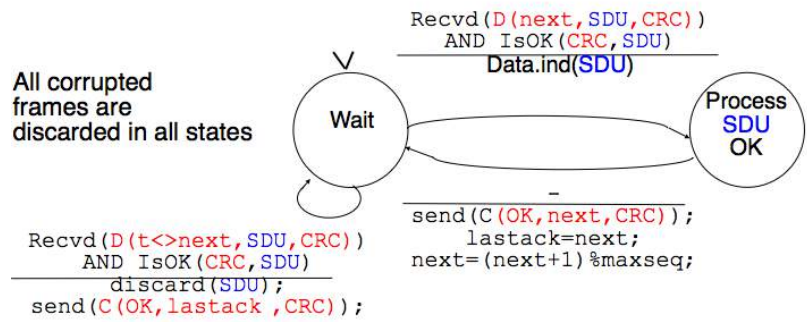 Recvd(D(next,SDU,CRC))
AND IsOK(CRC,SDU)
Data.ind(SDU)
All corrupted
frames are
discarded in all states
Wait
Process
SDU
OK
-
send(C(OK,next,CRC));
lastack=next;
next=(next+1)%maxseq;
Recvd(D(t<>next,SDU,CRC))
AND IsOK(CRC,SDU)
discard(SDU);
send(C(OK,lastack ,CRC));